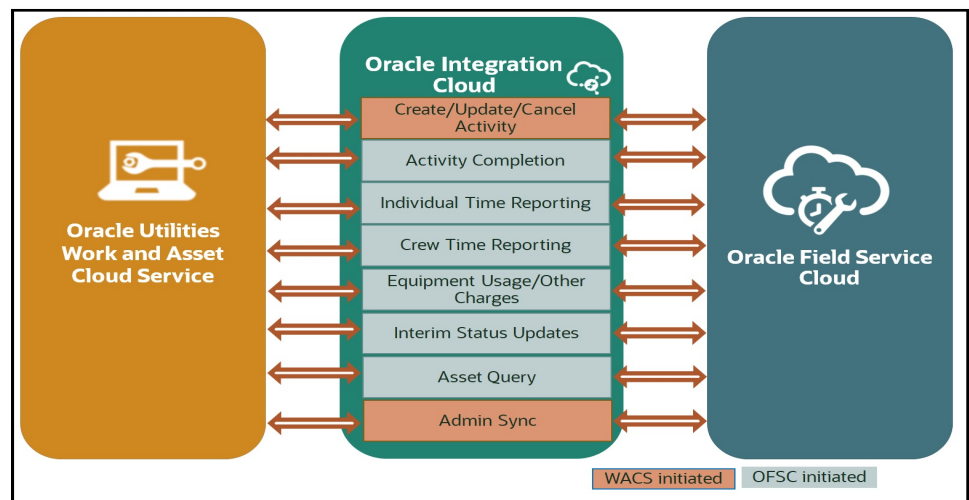 Oracle Utilities
Work and Asset
Cloud Service
Oracle Integration
Cloud
Create/Update/Cancel
Activity
Activity Completion
Individual Time Reporting
Crew Time Reporting
Equipment Usage/Other
Charges
Interim Status Updates
Asset Query
Admin Sync
Oracle Field Service
Cloud
WACS initiated
OFSC initiated